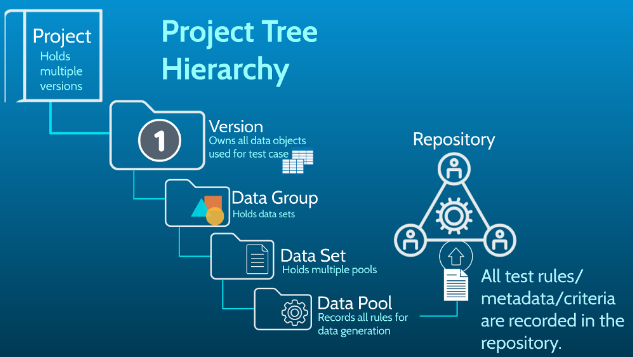 Project Tree
Hierarchy
Project
Holds
multiple
versions
1
Version
Owns all data objects
used for test case
Data Group
Holds data sets
Data Set
Holds multiple pools
Data Pool
Records all rules for
data generation
Repository
All test rules/
metadata/criteria
are recorded in the
repository.